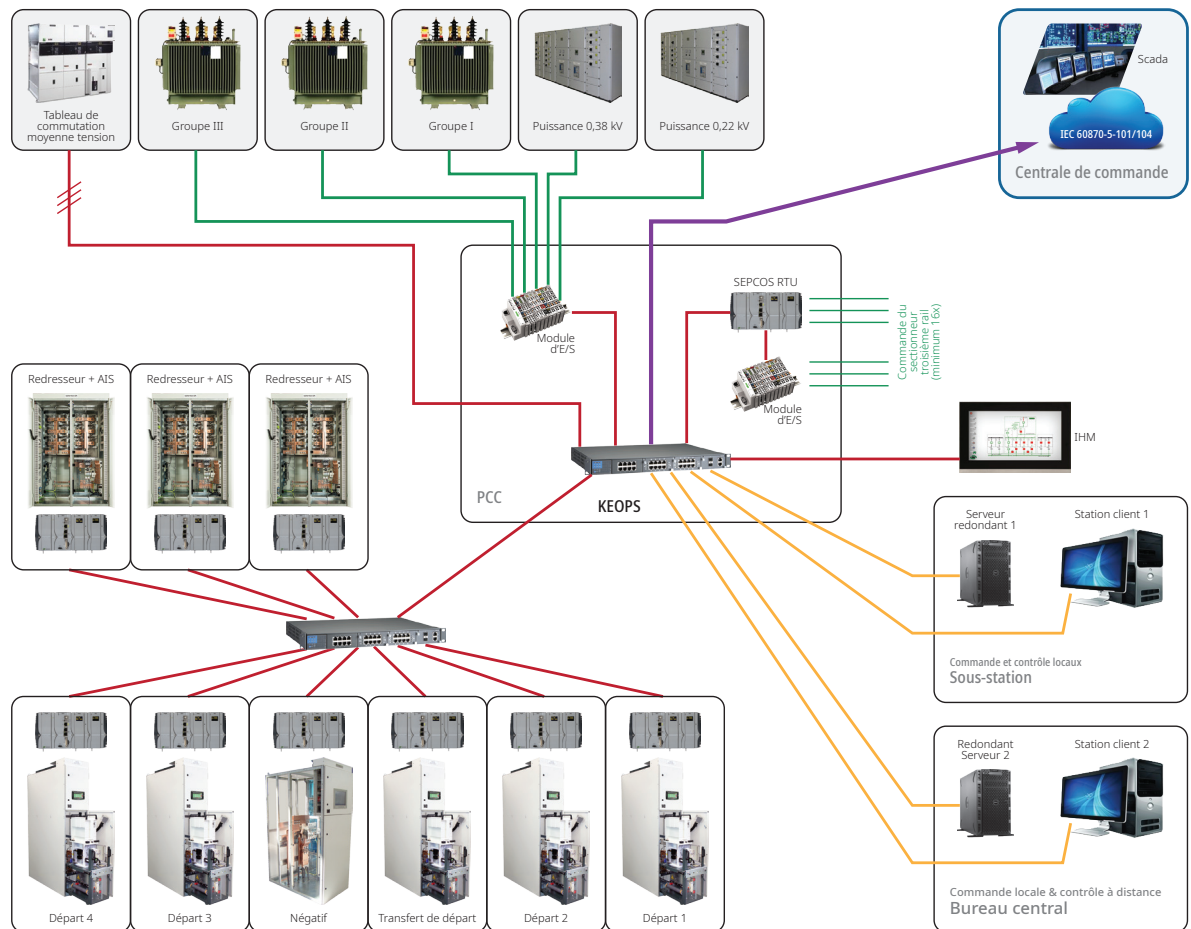 Tableau de
commutation
moyenne tension
Groupe III
Groupe II
Groupe I
Puissance 0,38 kV
Puissance 0,22 kV
Scada
IEC 60870-5-101/104
Centrale de commande
SEPCOS RTU
Module
d'E/S
Module
d'E/S
Commande du
sectionneur
troisième rail
(minimum 16x)
Redresseur + AIS
Redresseur + AIS
Redresseur + AIS
IHM
PCC
KEOPS
Serveur
redondant 1
Station client 1
Commande et contrôle locaux
Sous-station
Redondant
Serveur 2
Station client 2
Commande locale & contrôle à distance
Bureau central
Départ 4
Départ 3
Négatif
Transfert de départ
Départ 2
Départ 1